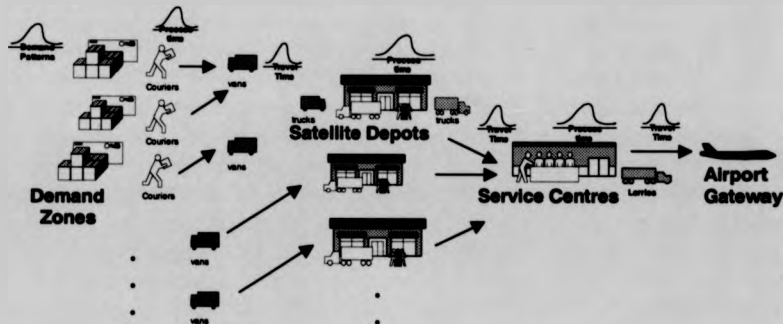 Demand
Patterns
Process
time
Couriers
vans
Travel
Time
Couriers
Couriers
vans
Demand
Zones
Process
time
trucks
trucks
Satellite Depots
Travel
Time
Process
time
Travel
Time
Service Centres
Lorries
Airport
Gateway
vans
vans